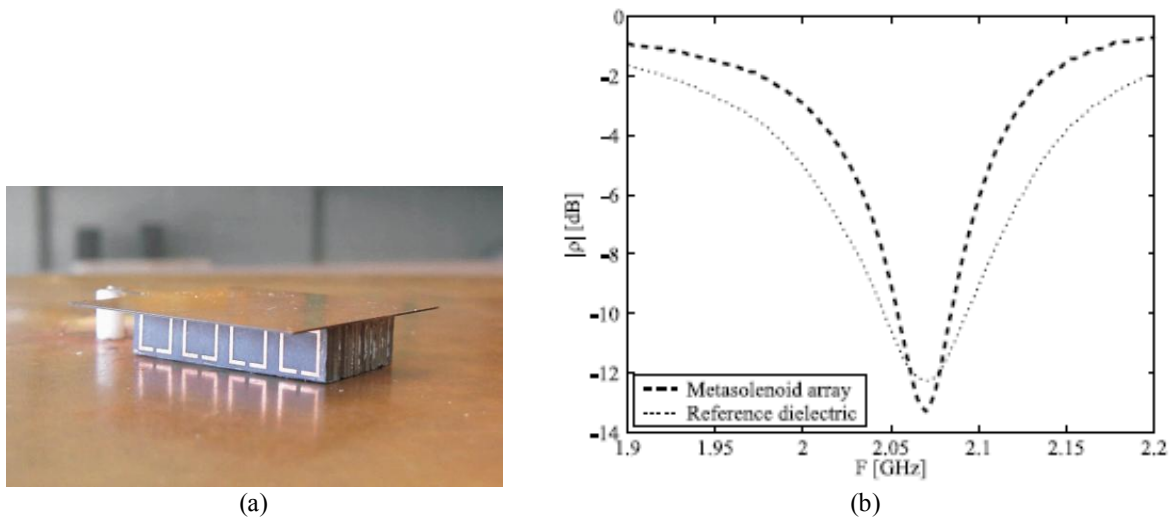 0
-2
-4
-6
-8
-10
-12
-14
|ρ| [dB]
Metasolenoid array
Reference dielectric
1.9 1.95 2 2.05 2.1 2.15 2.2
F [GHz]
(a) (b)